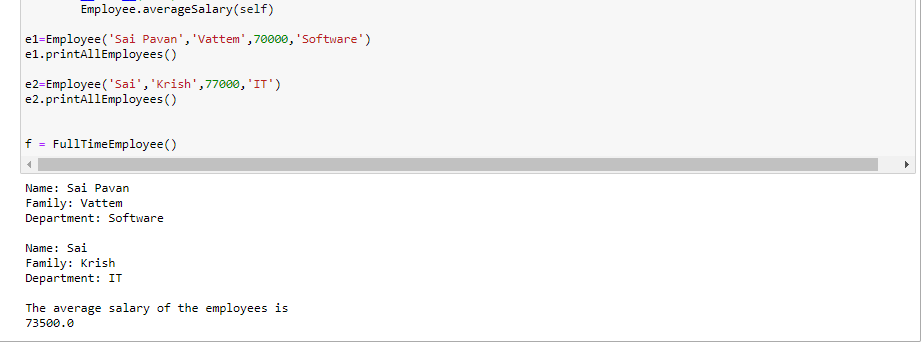 Employee.averageSalary(self)
e1=Employee('Sai Pavan','Vattem',70000,'Software')
e1.printAllEmployees()
e2=Employee('Sai','Krish',77000,'IT')
e2.printAllEmployees()
f = FullTimeEmployee()
Name: Sai Pavan
Family: Vattem
Department: Software
Name: Sai
Family: Krish
Department: IT
The average salary of the employees is
73500.0